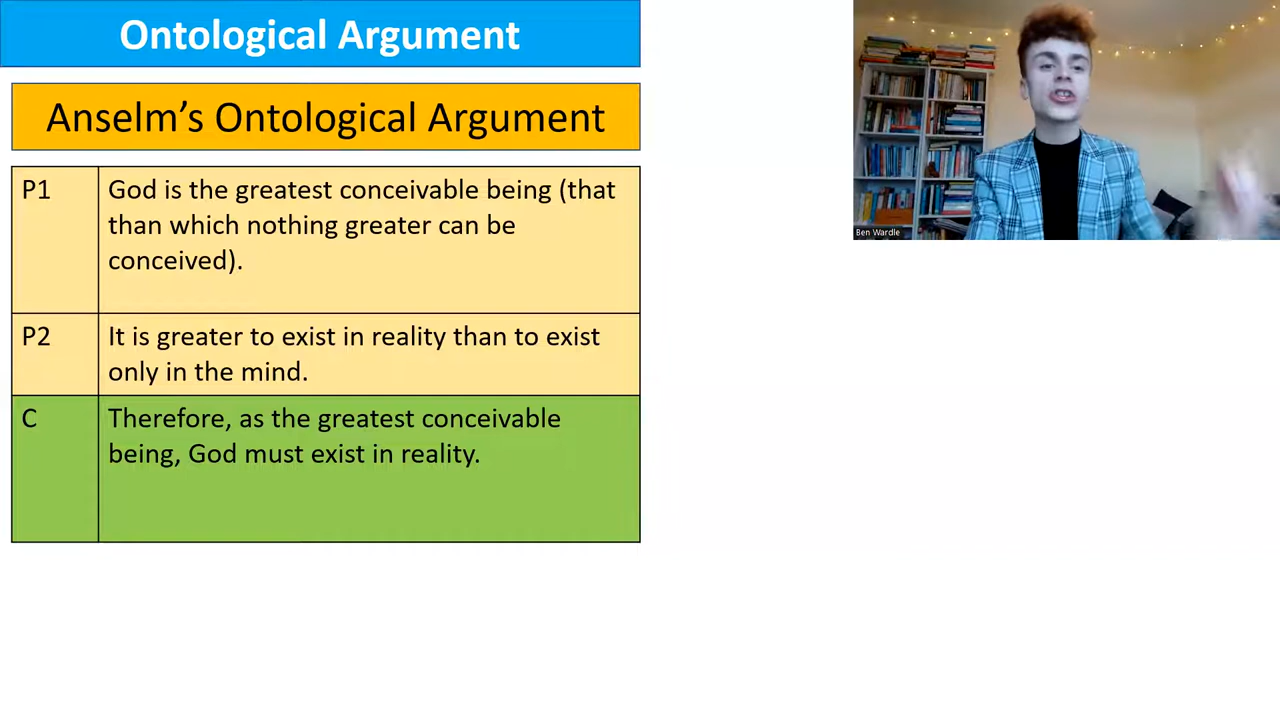 Ontological Argument
Anselm’s Ontological Argument
P1
God is the greatest conceivable being (that
than which nothing greater can be
conceived).
P2
It is greater to exist in reality than to exist
only in the mind.
C
Therefore, as the greatest conceivable
being, God must exist in reality.
Ben Wardle